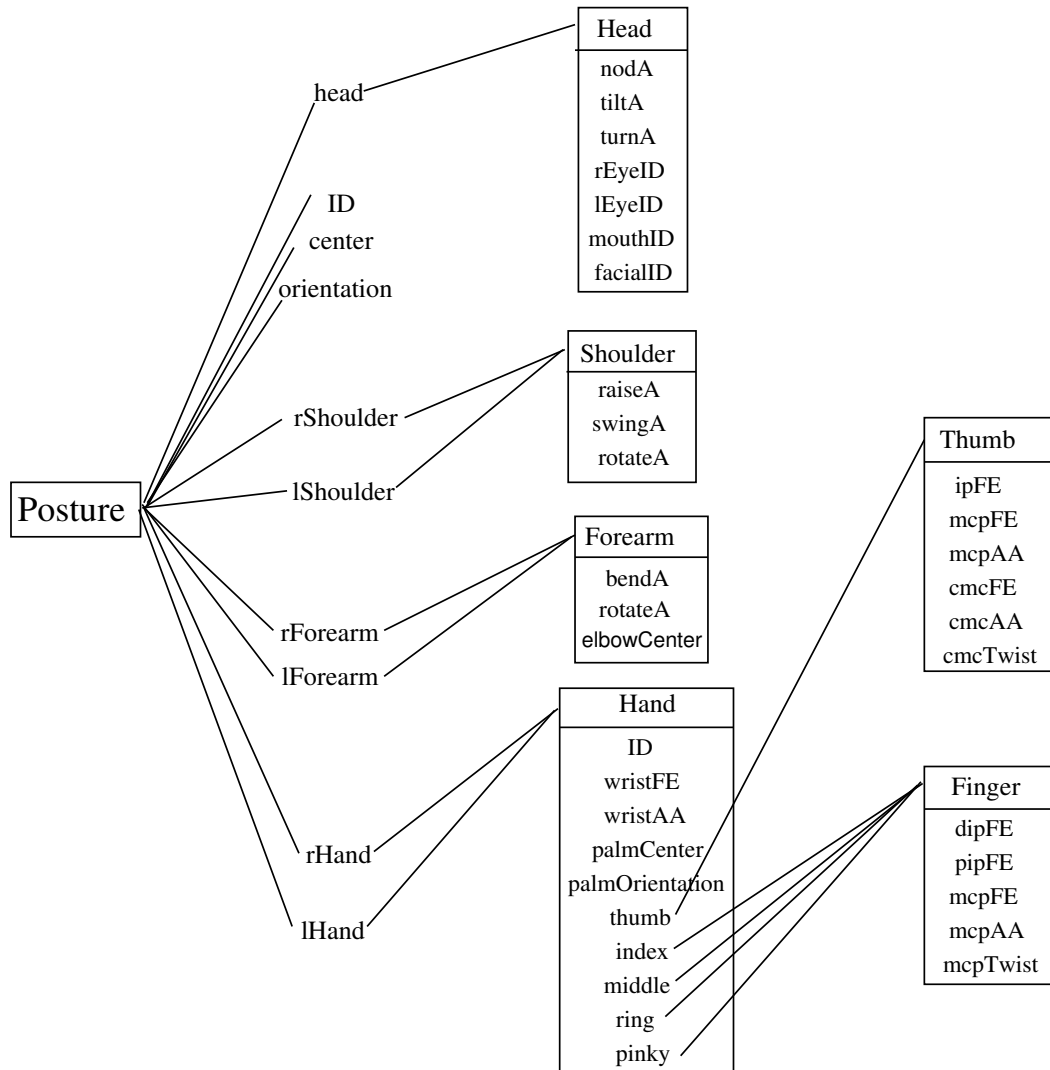 Posture
head
ID
center
orientation
rShoulder
lShoulder
rForearm
lForearm
rHand
lHand
Head
nodA
tiltA
turnA
rEyeID
lEyeID
mouthID
facialID
Shoulder
raiseA
swingA
rotateA
Forearm
bendA
rotateA
elbowCenter
Hand
ID
wristFE
wristAA
palmCenter
palmOrientation
thumb
index
middle
ring
pinky
Thumb
ipFE
mcpFE
mcpAA
cmcFE
cmcAA
cmcTwist
Finger
dipFE
pipFE
mcpFE
mcpAA
mcpTwist